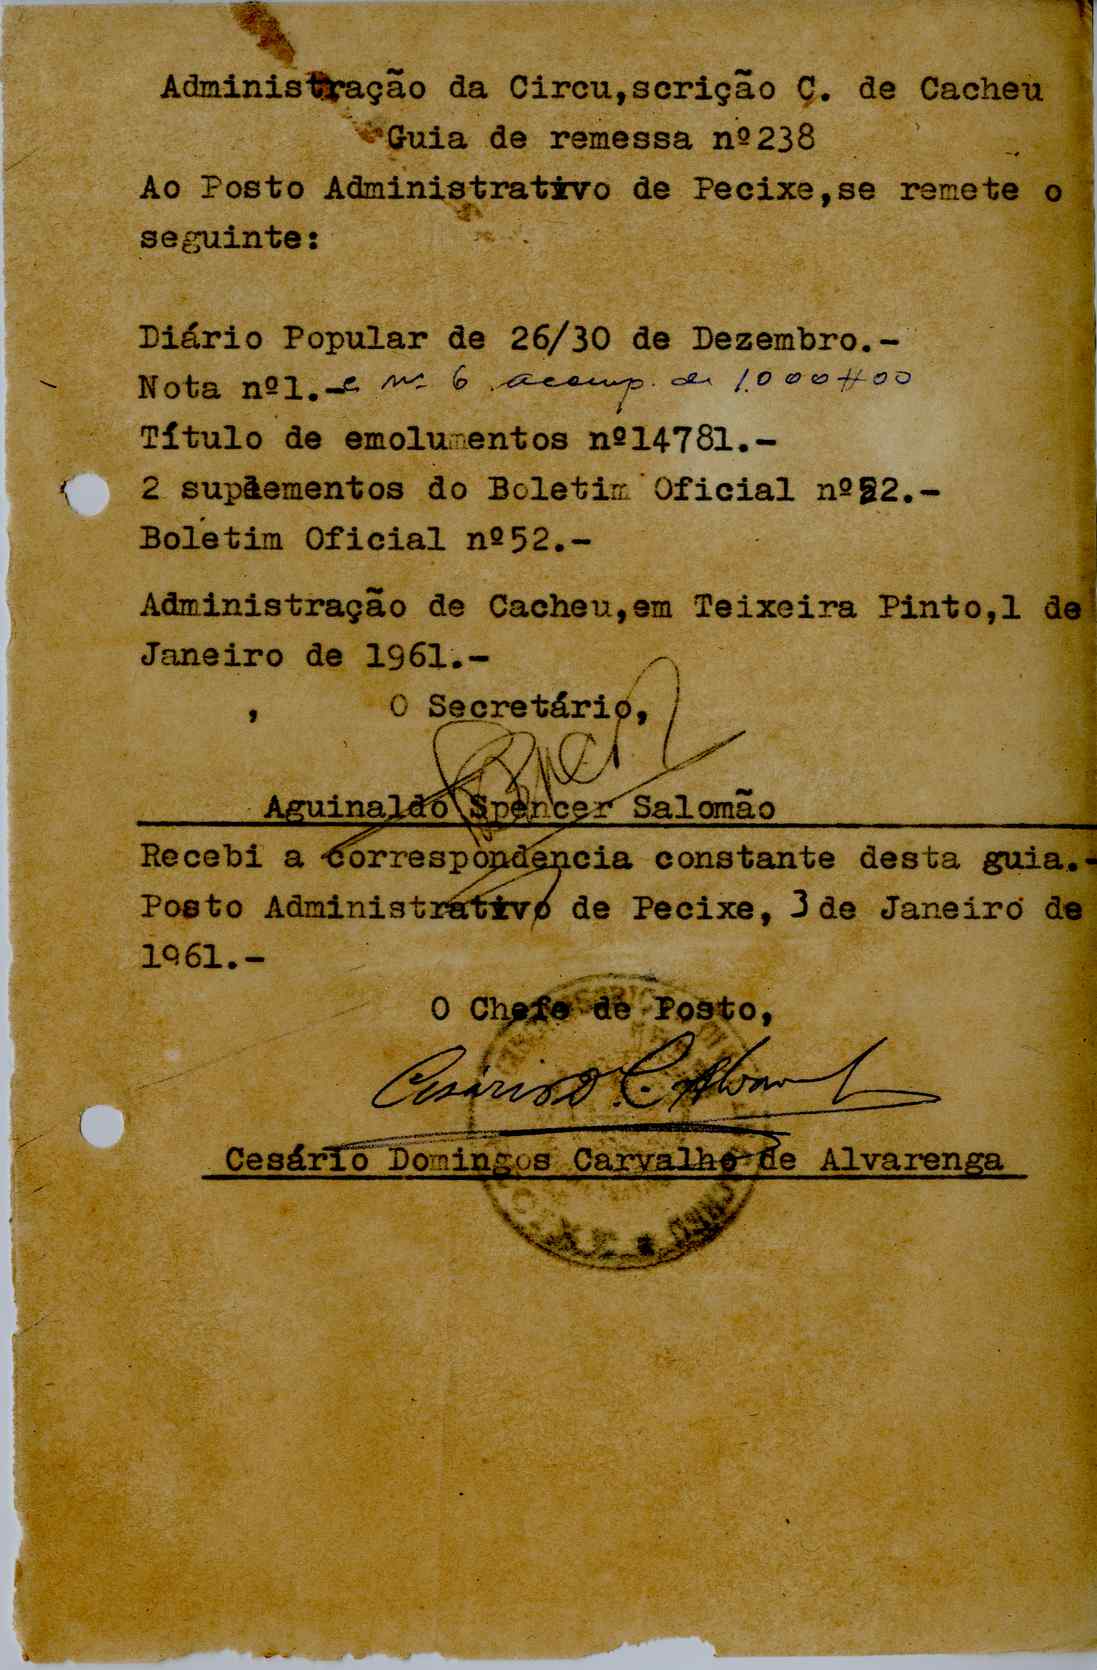 Administração da Circu,scrição C. de Cacheu
Guia de remessa nº238
Ao Posto Administrativo de Pecixe,se remete o
seguinte:
Diário Popular de 26/30 de Dezembro.-
Nota nº1.- e nº 6 acomp. de 1.000$00
Título de emolumentos nº14781.-
2 suplementos do Boletim Oficial nº52.-
Boletim Oficial nº52.-
Administração de Cacheu,em Teixeira Pinto,1 de
Janeiro de 1961.-
, O Secretário,
Aguinaldo Spencer Salomão
Recebi a correspondencia constante desta guia.-
Posto Administrativo de Pecixe, 3 de Janeiro de
1961.-
O Chefe de Posto,
Cesário D. C. Alvar
Cesário Domingos Carvalho de Alvarenga